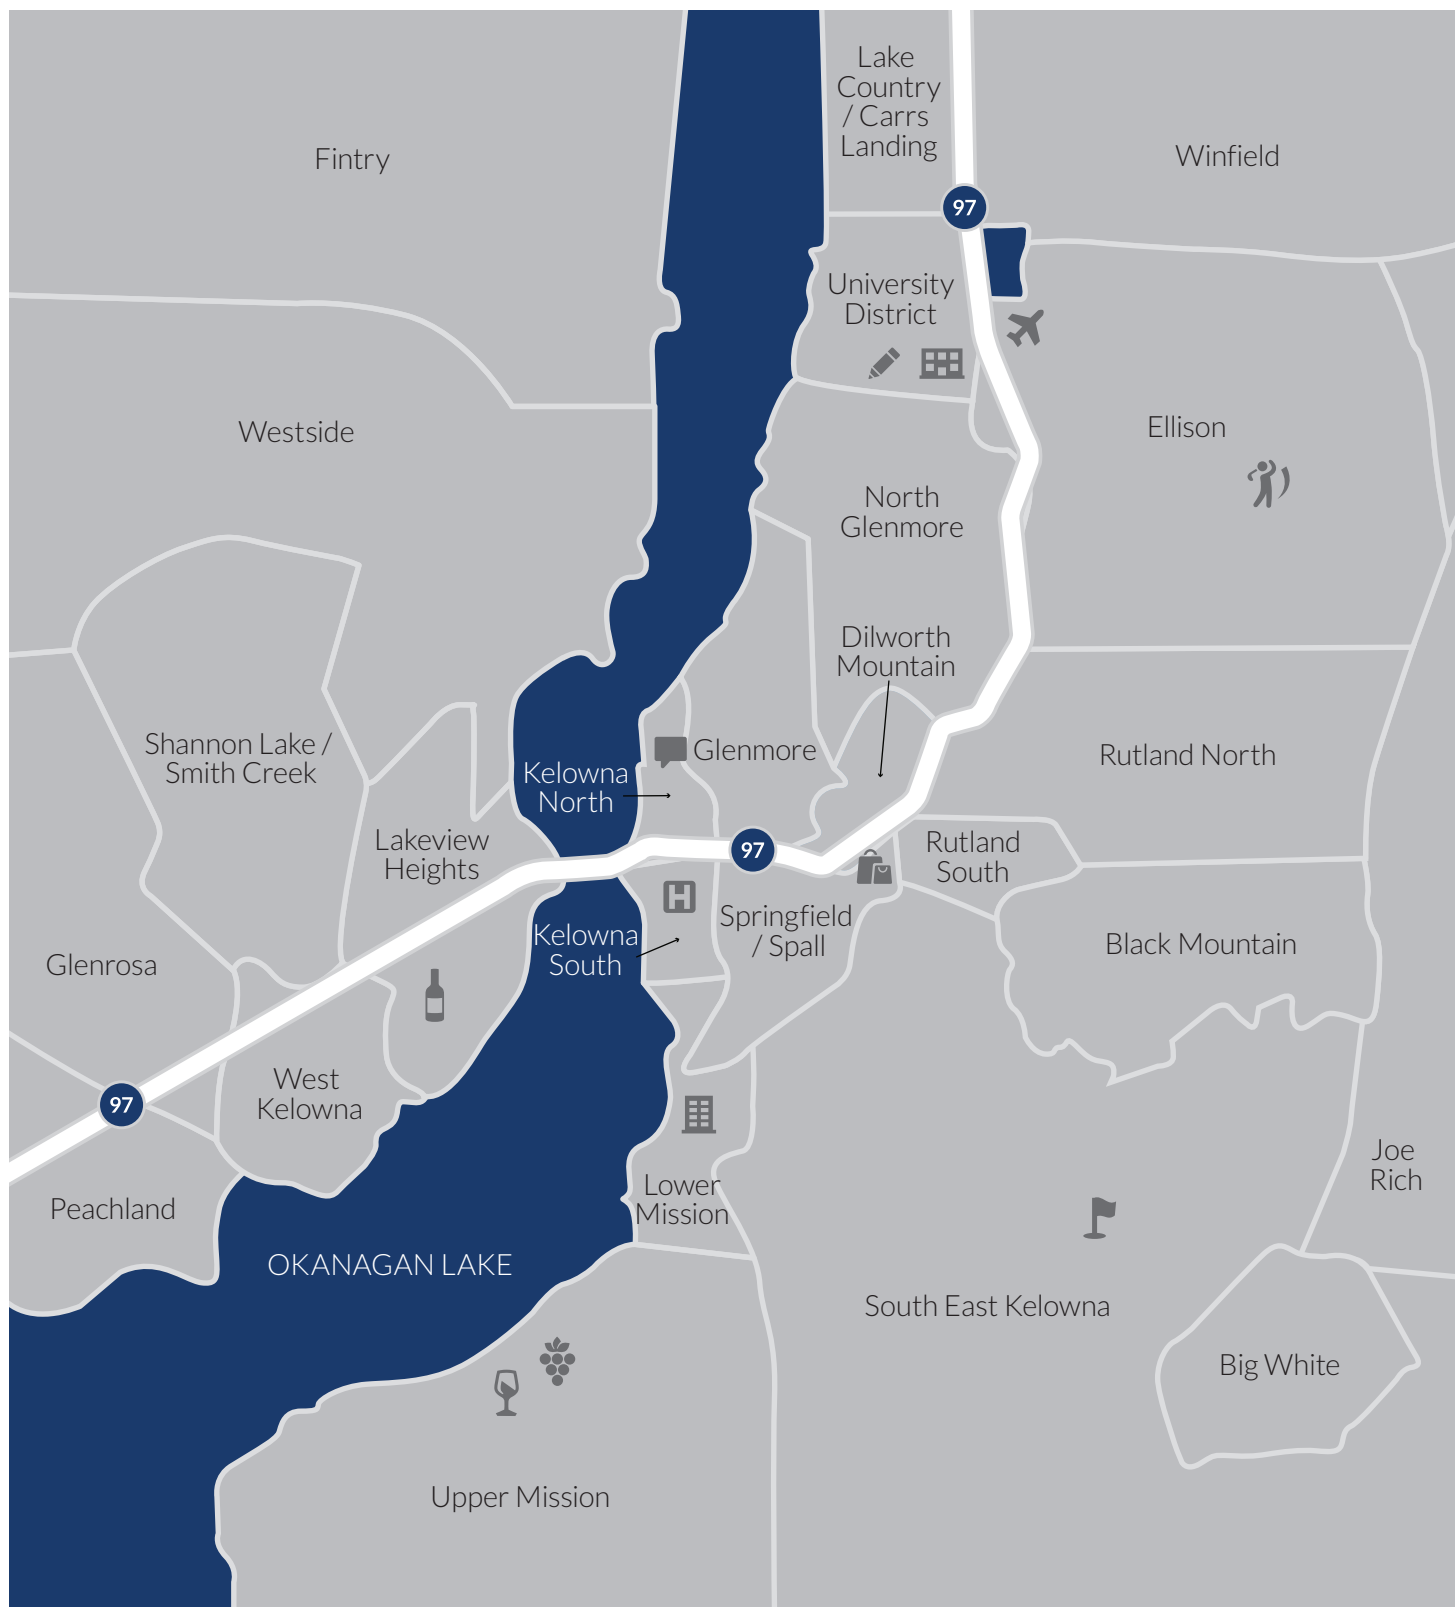 Lake
Country
/ Carrs
Landing
Fintry
Winfield
97
University
District
Westside
Ellison
North
Glenmore
Dilworth
Mountain
Shannon Lake /
Smith Creek
Glenmore
Rutland North
Kelowna
North
Lakeview
Heights
97
Rutland
South
H
Springfield
/ Spall
Kelowna
South
Black Mountain
Glenrosa
West
Kelowna
97
Joe
Rich
Lower
Mission
Peachland
OKANAGAN LAKE
South East Kelowna
Big White
Upper Mission